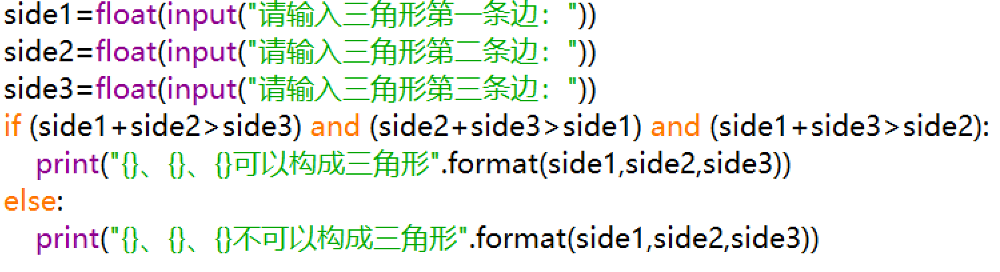 side1=float(input("请输入三角形第一条边："))
side2=float(input("请输入三角形第二条边："))
side3=float(input("请输入三角形第三条边："))
if (side1+side2>side3) and (side2+side3>side1) and (side1+side3>side2):
    print("{}、{}、{}可以构成三角形".format(side1,side2,side3))
else:
    print("{}、{}、{}不可以构成三角形".format(side1,side2,side3))